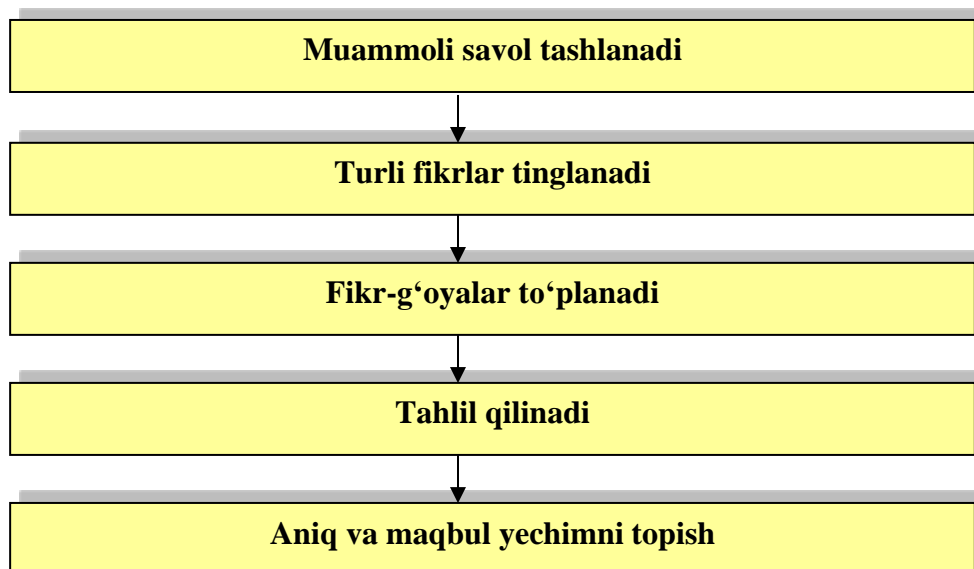 Muammoli savol tashlanadi
Turli fikrlar tinglanadi
Fikr-g‘oyalar to‘planadi
Tahlil qilinadi
Aniq va maqbul yechimni topish